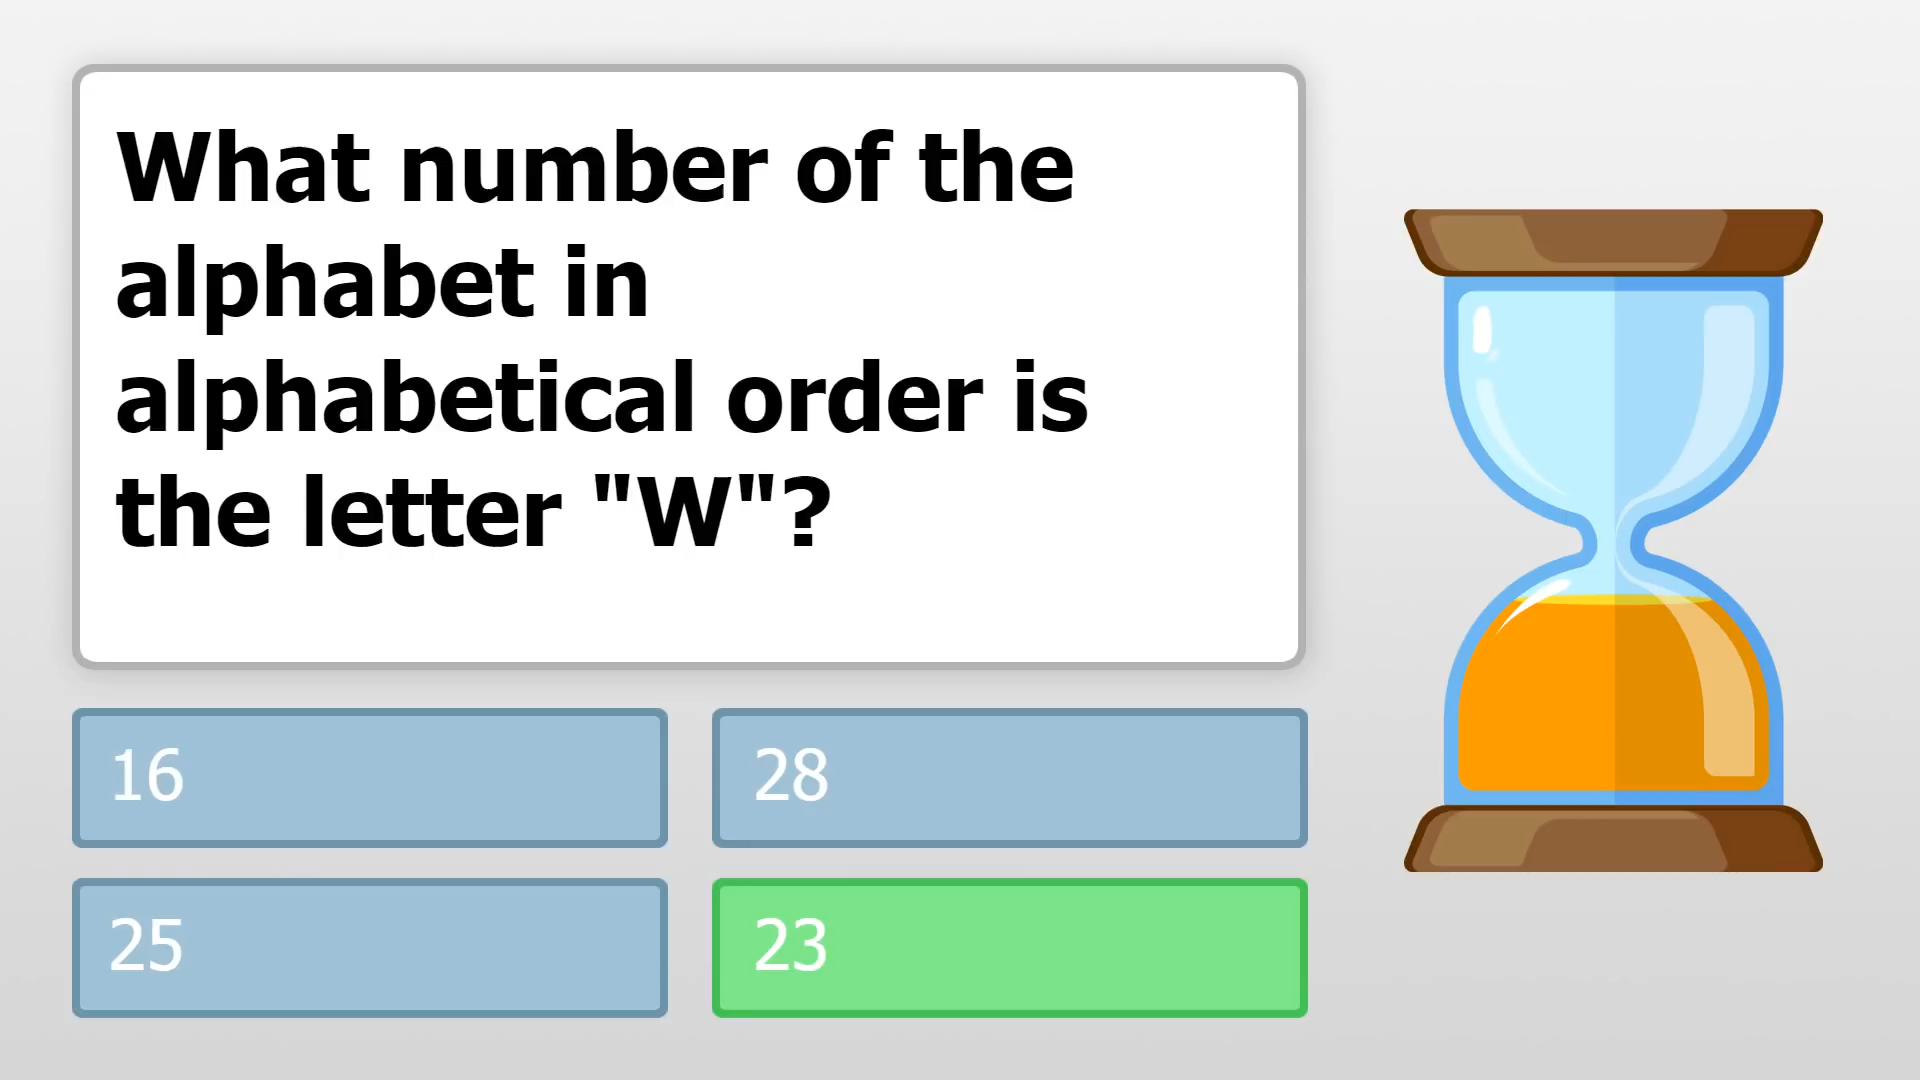 What number of the
alphabet in
alphabetical order is
the letter "W"?
16
28
25
23